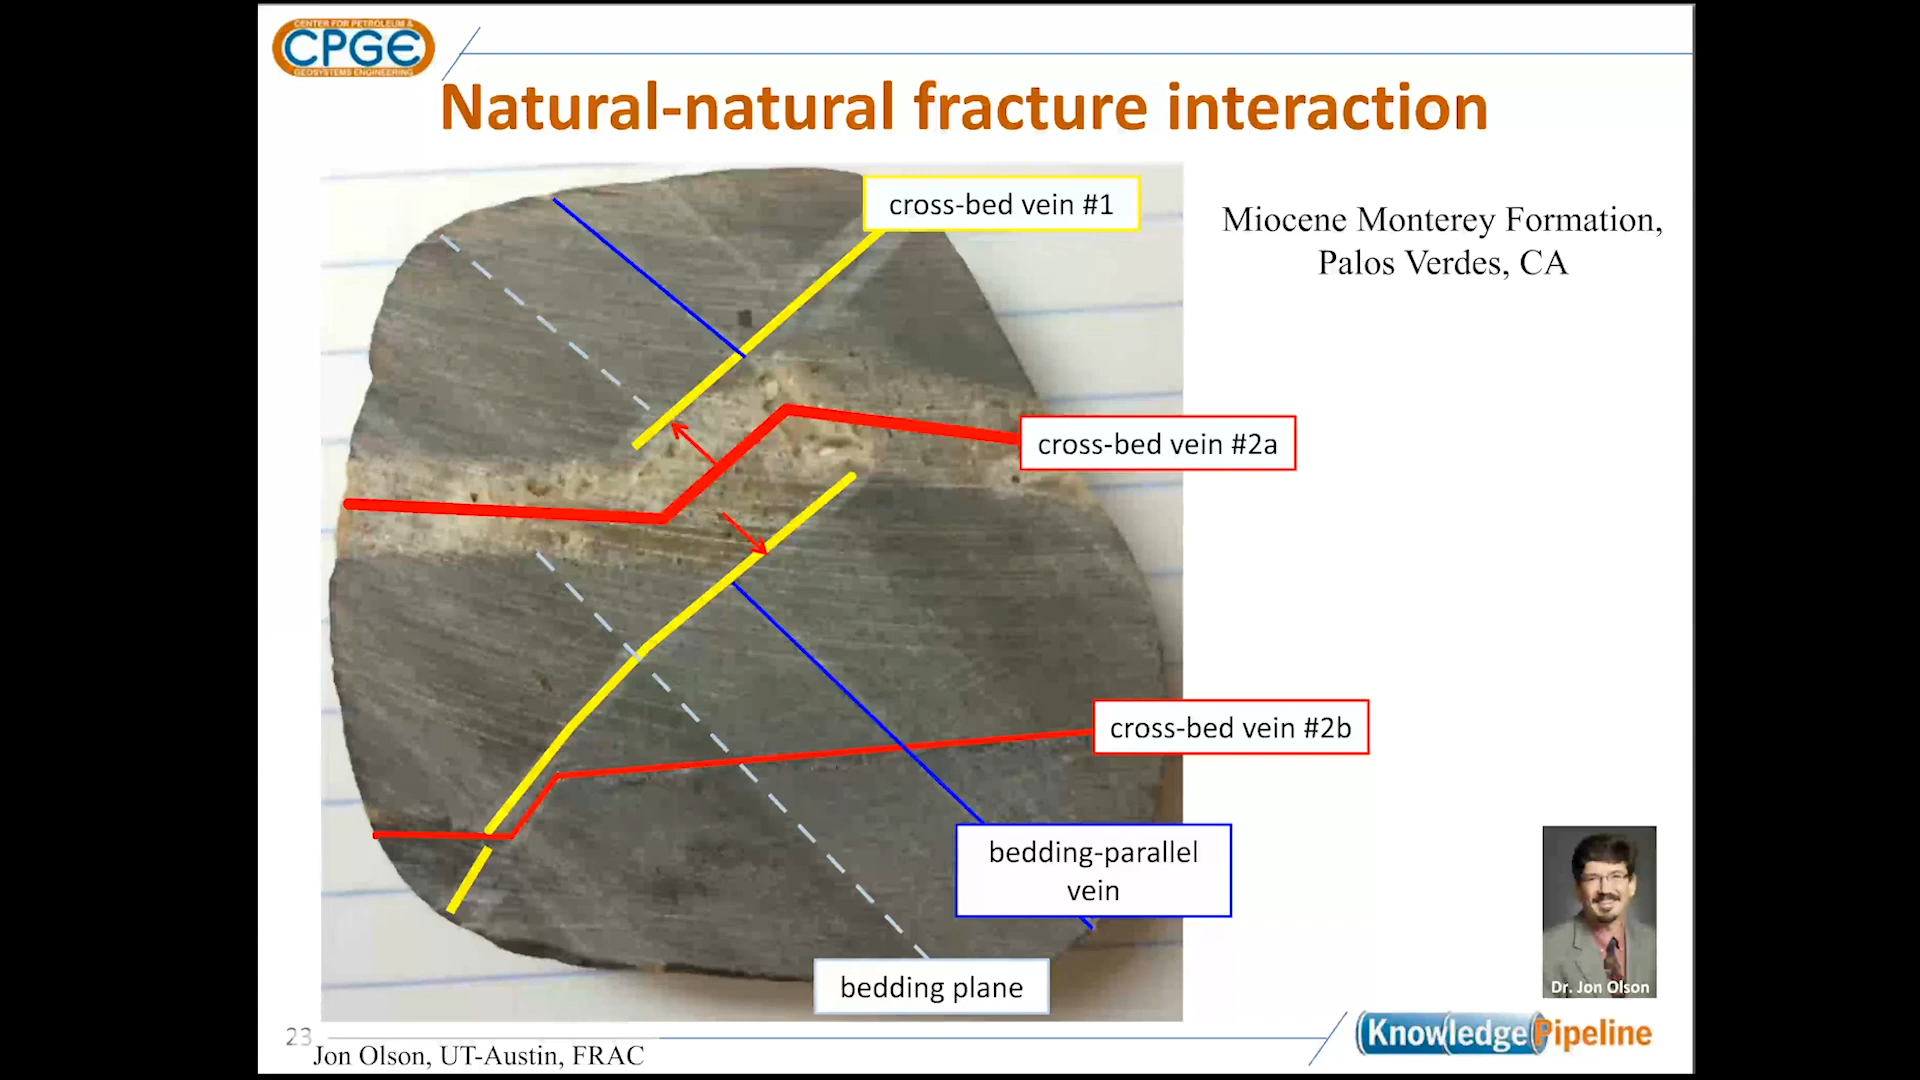 CENTER FOR PETROLEUM &
CPGE
GEOSYSTEMS ENGINEERING
Natural-natural fracture interaction
cross-bed vein #1
Miocene Monterey Formation,
Palos Verdes, CA
cross-bed vein #2a
cross-bed vein #2b
bedding-parallel
vein
bedding plane
Dr. Jon Olson
23
Jon Olson, UT-Austin, FRAC
Knowledge Pipeline